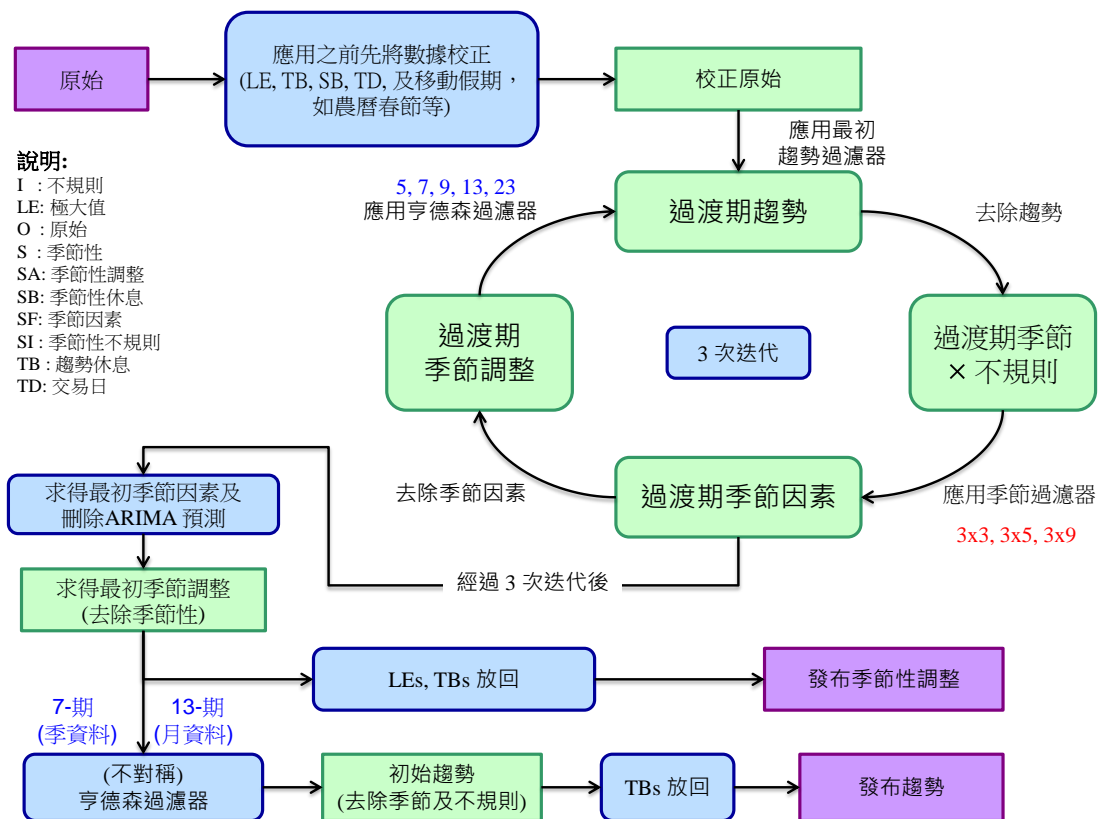 原始
應用之前先將數據校正
(LE, TB, SB, TD, 及移動假期，
如農曆春節等)
校正原始
應用最初
趨勢過濾器
說明:
I : 不規則
LE: 極大值
O : 原始
S : 季節性
SA: 季節性調整
SB: 季節性休息
SF: 季節因素
SI : 季節性不規則
TB : 趨勢休息
TD: 交易日
5, 7, 9, 13, 23
應用亨德森過濾器
過渡期趨勢
去除趨勢
過渡期
季節調整
3 次迭代
過渡期季節
× 不規則
去除季節因素
過渡期季節因素
應用季節過濾器
3x3, 3x5, 3x9
求得最初季節因素及
刪除ARIMA 預測
經過 3 次迭代後
求得最初季節調整
(去除季節性)
LEs, TBs 放回
發布季節性調整
7-期
(季資料)
13-期
(月資料)
(不對稱)
亨德森過濾器
初始趨勢
(去除季節及不規則)
TBs 放回
發布趨勢